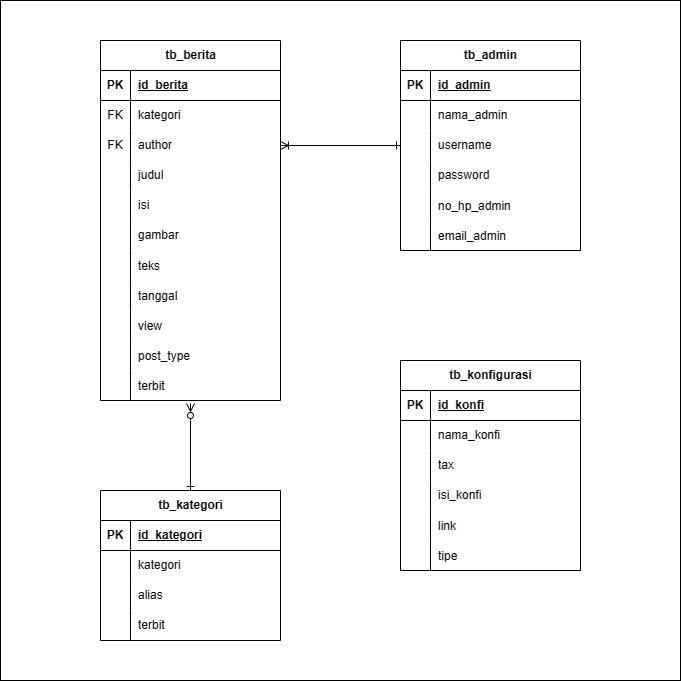 tb_berita
PK id_berita
FK kategori
FK author
judul
isi
gambar
teks
tanggal
view
post_type
terbit
tb_admin
PK id_admin
nama_admin
username
password
no_hp_admin
email_admin
tb_konfigurasi
PK id_konfi
nama_konfi
tax
isi_konfi
link
tipe
tb_kategori
PK id_kategori
kategori
alias
terbit